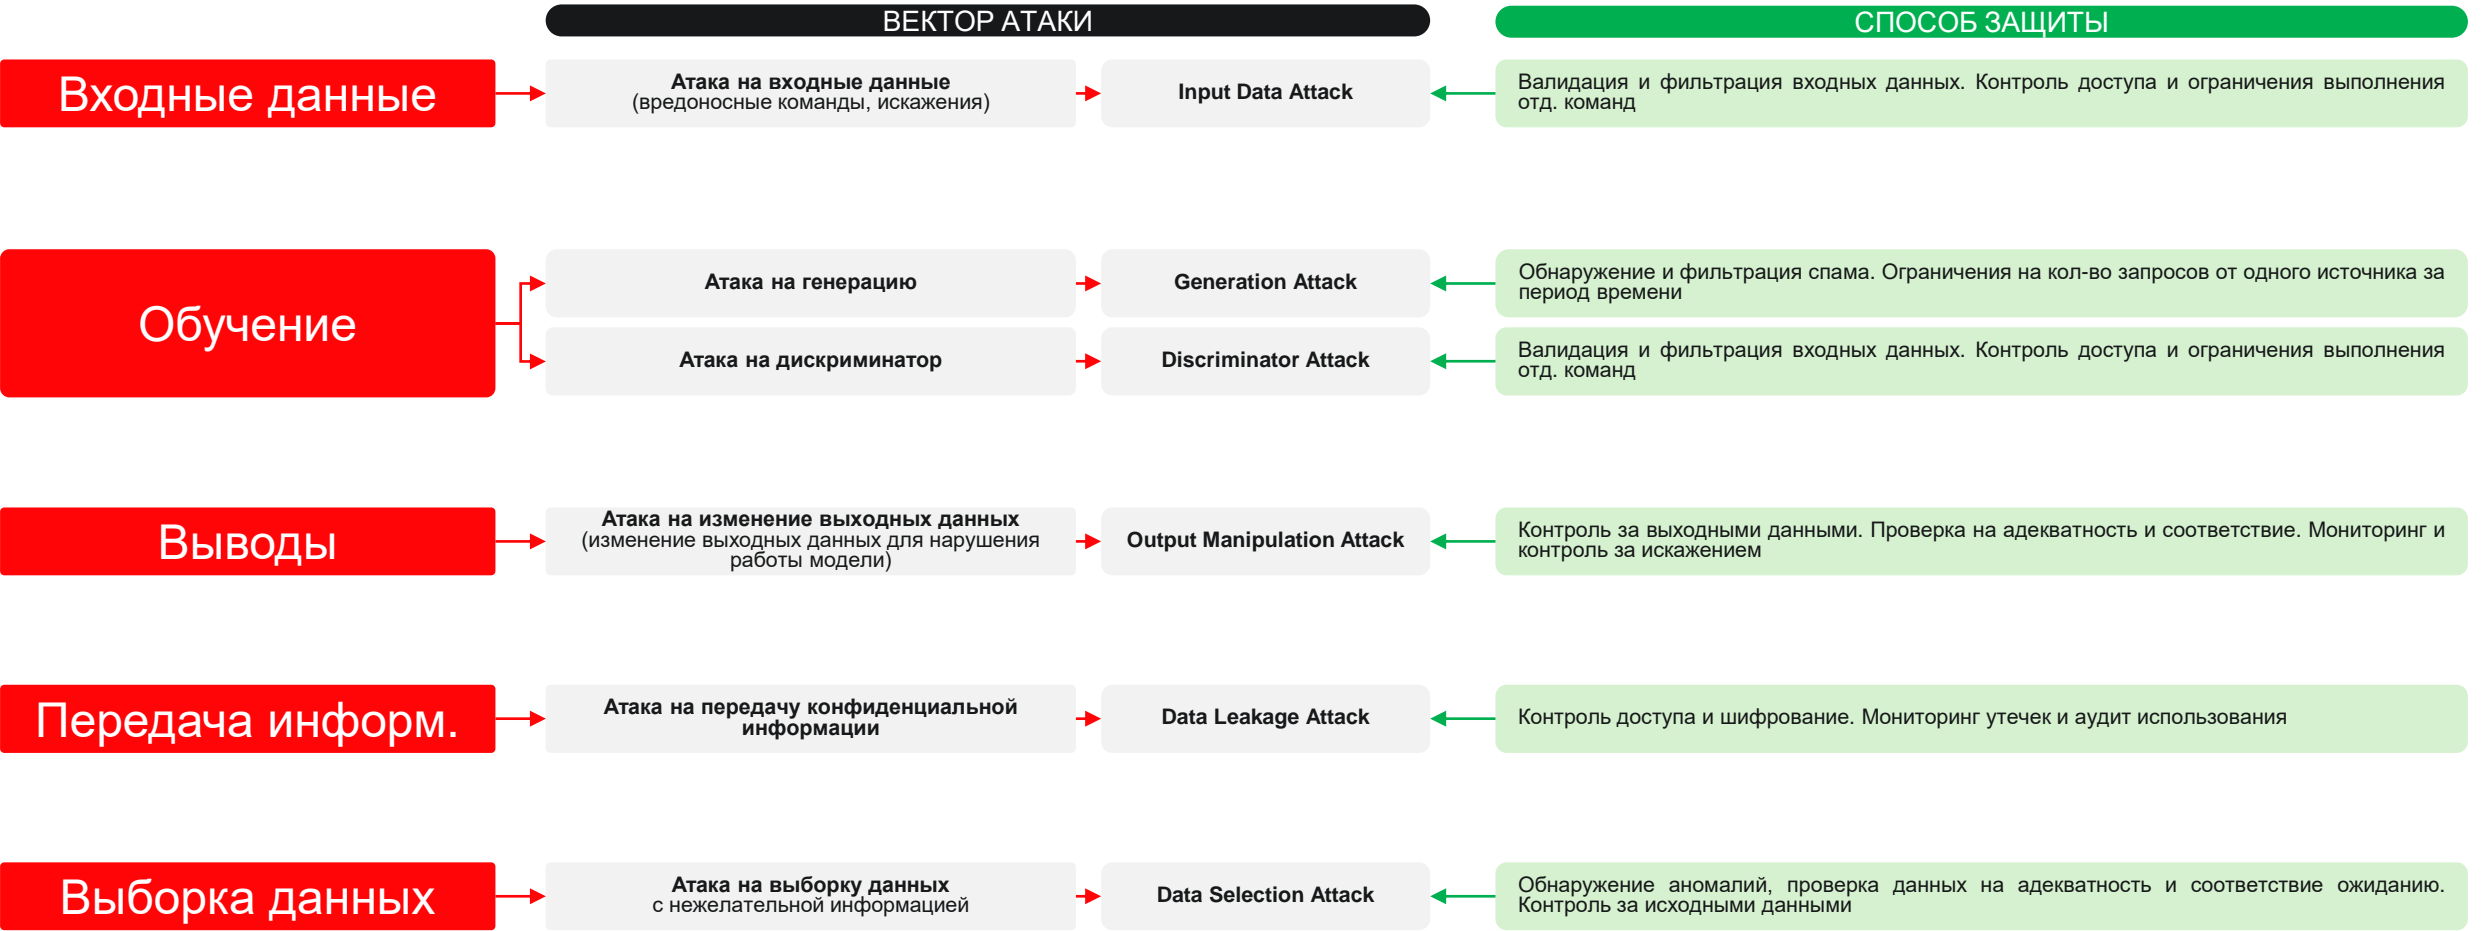 ВЕКТОР АТАКИ
СПОСОБ ЗАЩИТЫ
Входные данные
Атака на входные данные
(вредоносные команды, искажения)
Input Data Attack
Валидация и фильтрация входных данных. Контроль доступа и ограничения выполнения
отд. команд
Обучение
Атака на генерацию
Generation Attack
Обнаружение и фильтрация спама. Ограничения на кол-во запросов от одного источника за
период времени
Атака на дискриминатор
Discriminator Attack
Валидация и фильтрация входных данных. Контроль доступа и ограничения выполнения
отд. команд
Выводы
Атака на изменение выходных данных
(изменение выходных данных для нарушения
работы модели)
Output Manipulation Attack
Контроль за выходными данными. Проверка на адекватность и соответствие. Мониторинг и
контроль за искажением
Передача информ.
Атака на передачу конфиденциальной
информации
Data Leakage Attack
Контроль доступа и шифрование. Мониторинг утечек и аудит использования
Выборка данных
Атака на выборку данных
с нежелательной информацией
Data Selection Attack
Обнаружение аномалий, проверка данных на адекватность и соответствие ожиданию.
Контроль за исходными данными